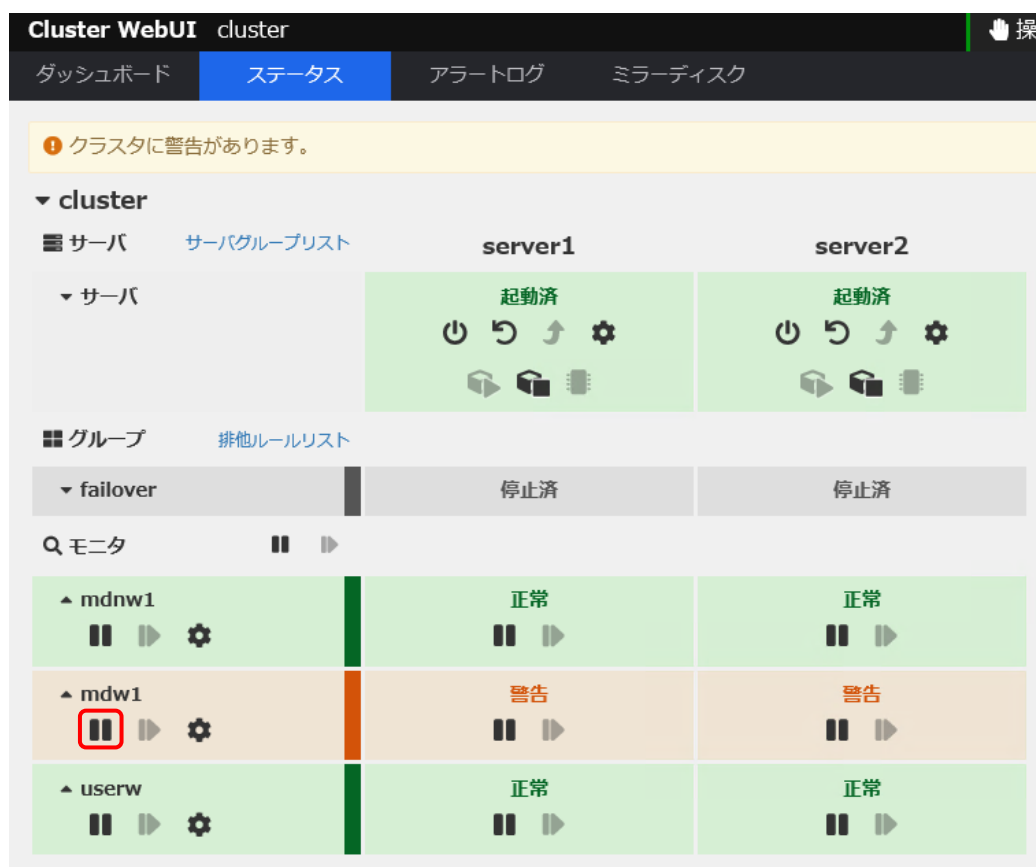 Cluster WebUI cluster 操
ダッシュボード ステータス アラートログ ミラーディスク
クラスタに警告があります。
cluster
サーバ サーバグループリスト server1 server2
サーバ 起動済 起動済
グループ 排他ルールリスト
failover 停止済 停止済
モニタ
mdnw1 正常 正常
mdw1 警告 警告
userw 正常 正常